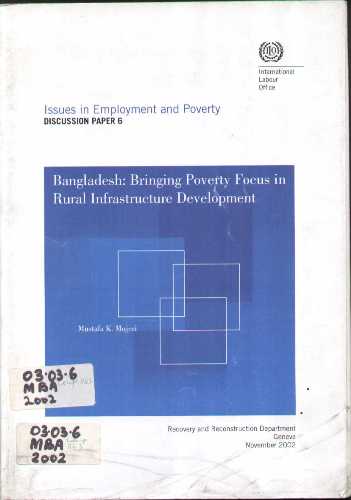 International
Labour
Office
Issues in Employment and Poverty
DISCUSSION PAPER 6
Bangladesh: Bringing Poverty Focus in
Rural Infrastructure Development
Mustafa K. Mujeri
03.03.6
MBA
2002
03.03.6
MBA
2002
Recovery and Reconstruction Department
Geneva
November 2002